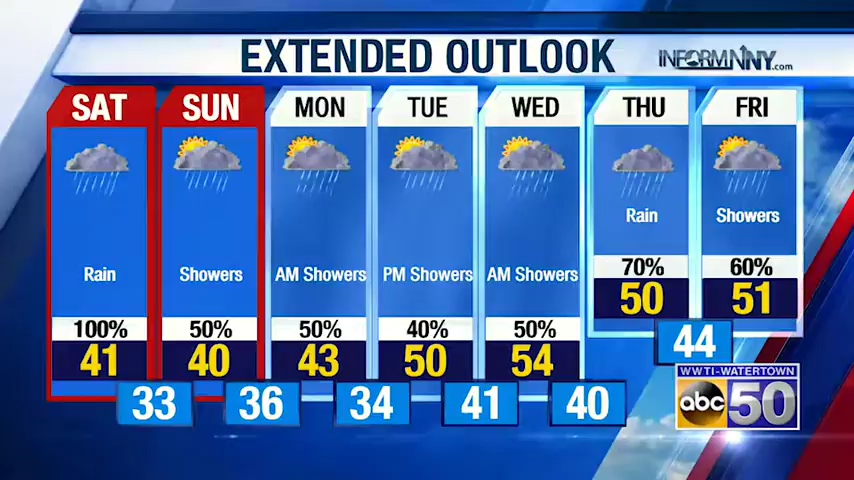 EXTENDED OUTLOOK
INFORMNNY.com
SAT
SUN
MON
TUE
WED
THU
FRI
Rain
Showers
AM Showers
PM Showers
AM Showers
Rain
Showers
100%
50%
50%
40%
50%
70%
60%
41
40
43
50
54
50
51
33
36
34
41
40
44
WWTI-WATERTOWN
abc 50